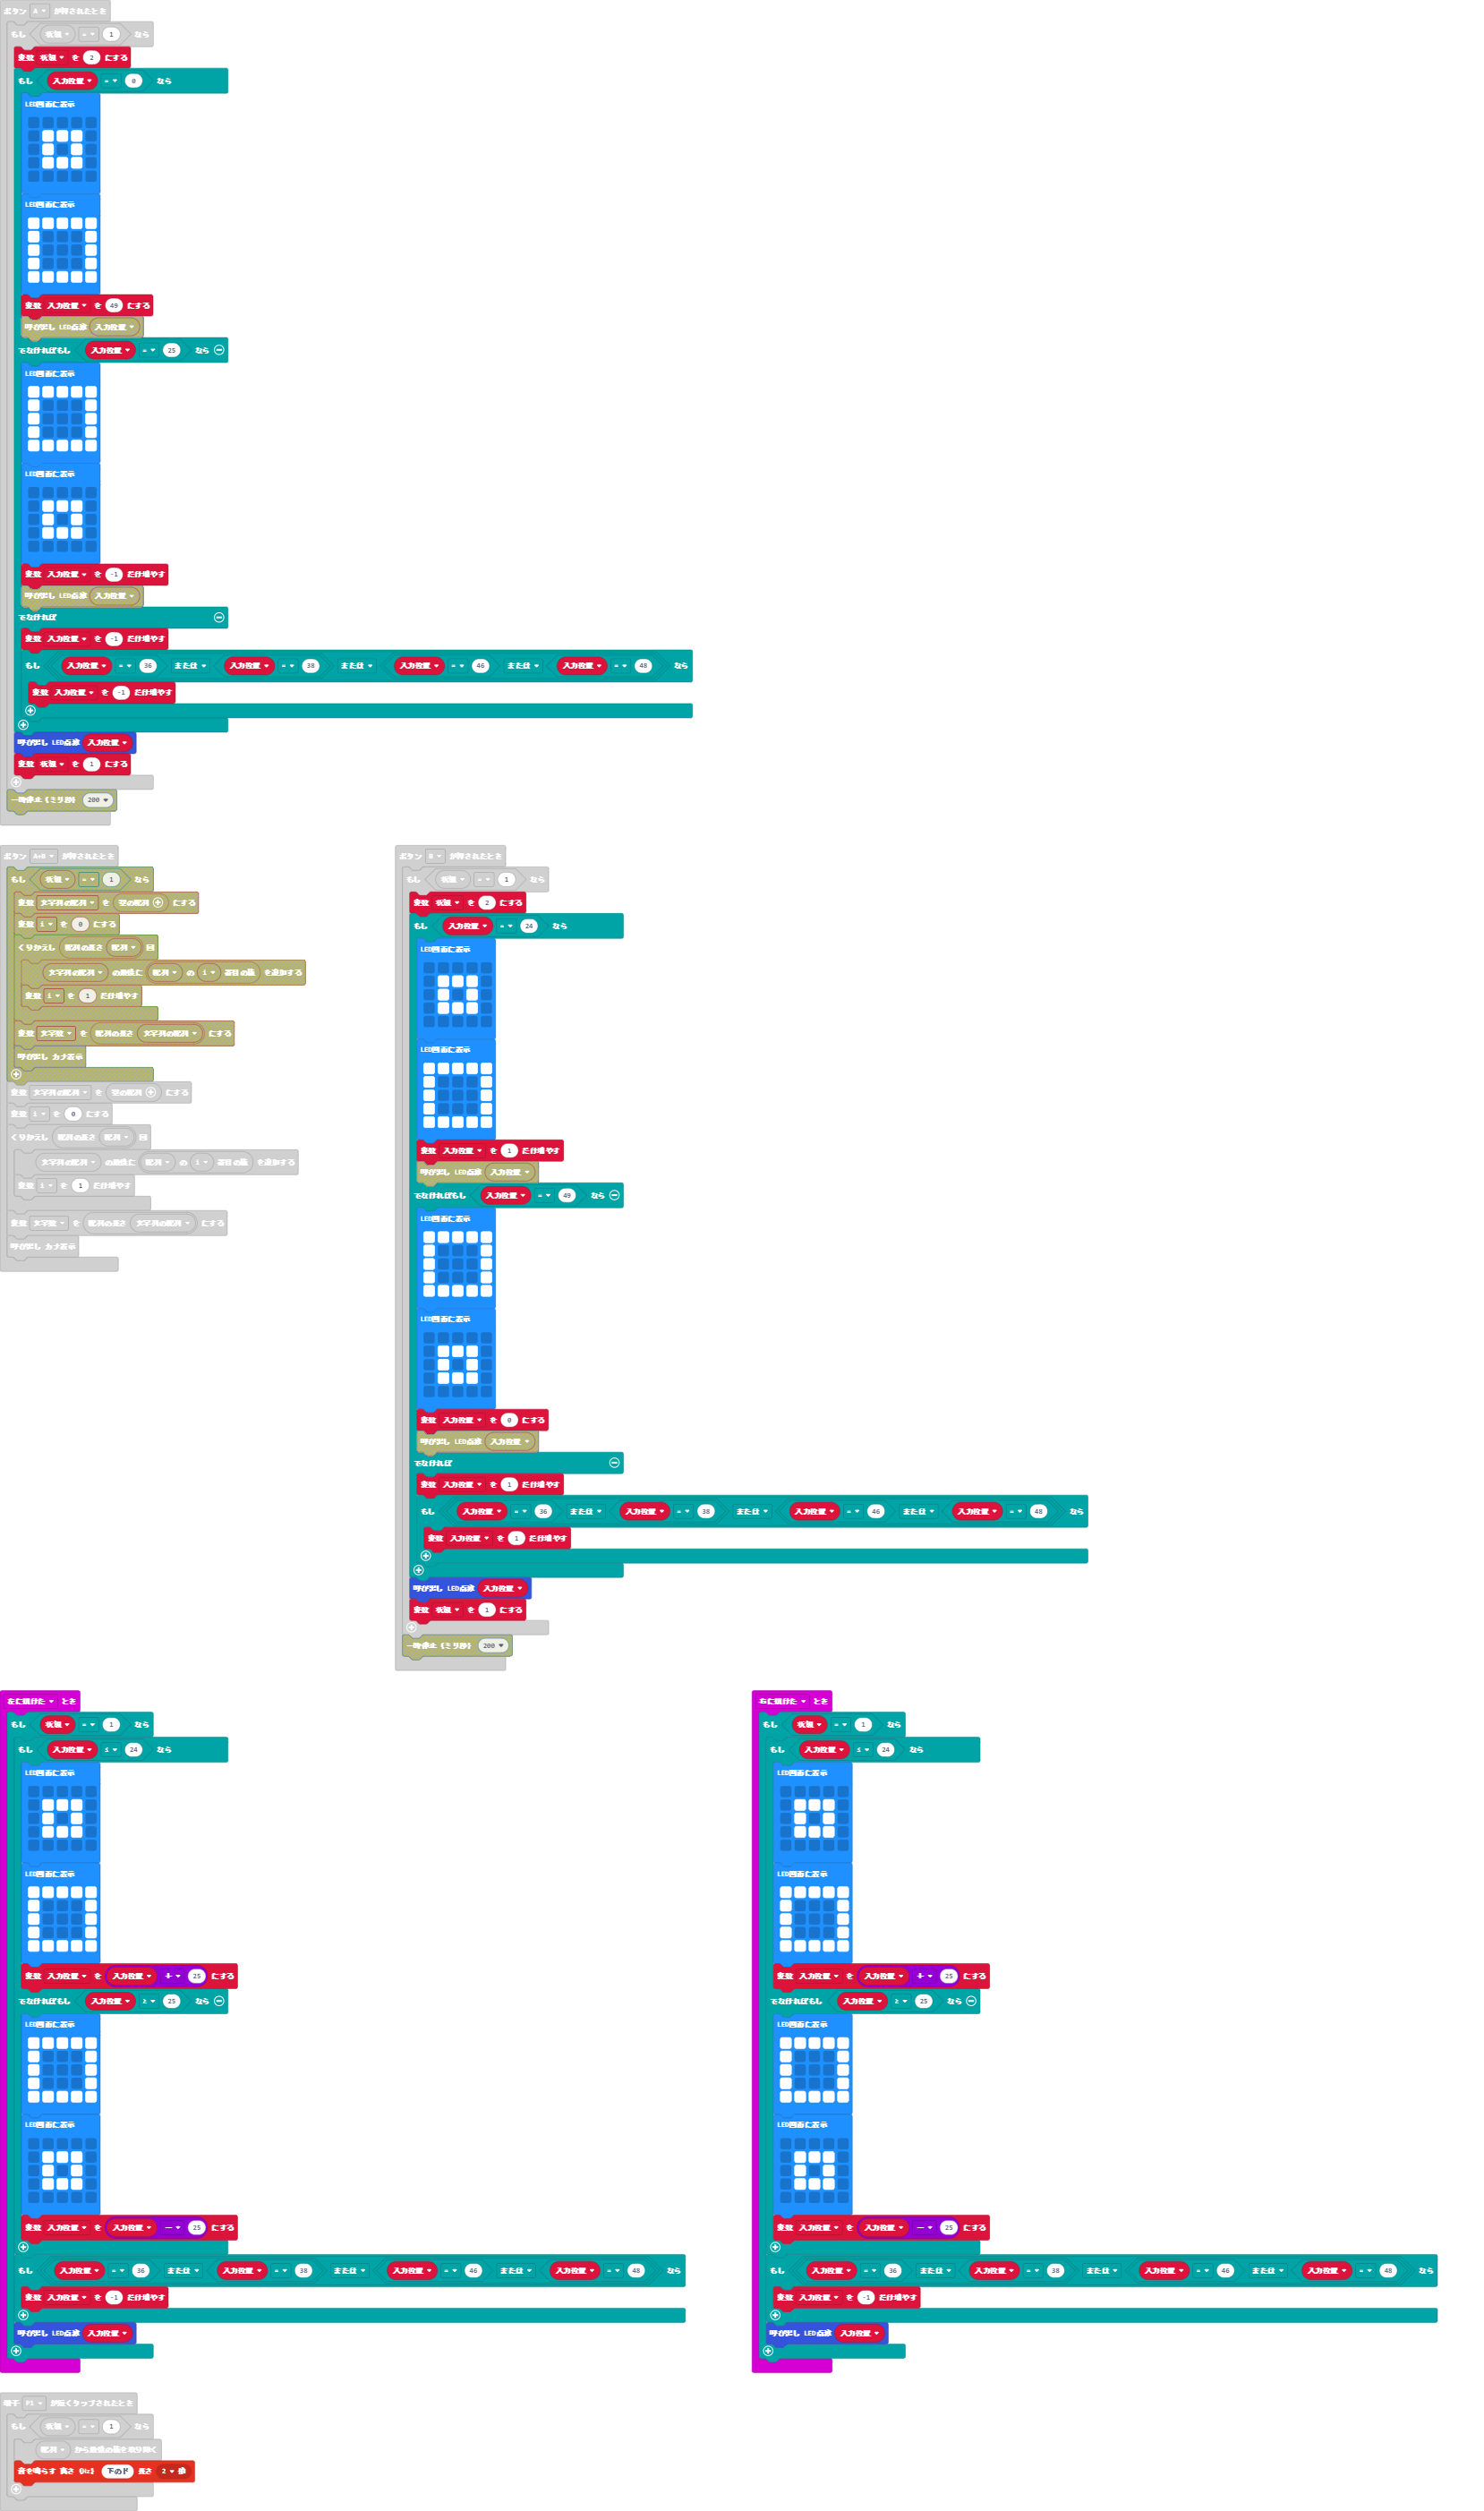 ボタン A が押されたとき
もし 状態 = 1 なら
変数 状態 を 2 にする
もし 入力位置 = 0 なら
LED画面に表示
LED画面に表示
変数 入力位置 を 49 にする
呼び出し LED点滅 入力位置
でなければもし 入力位置 = 25 なら
LED画面に表示
LED画面に表示
変数 入力位置 を -1 だけ増やす
呼び出し LED点滅 入力位置
でなければ
変数 入力位置 を -1 だけ増やす
もし 入力位置 = 36 または 入力位置 = 38 または 入力位置 = 46 または 入力位置 = 48 なら
変数 入力位置 を -1 だけ増やす
呼び出し LED点滅 入力位置
変数 状態 を 1 にする
一時停止（ミリ秒） 200
ボタン A+B が押されたとき
もし 状態 = 1 なら
変数 文字列の配列 を 空の配列 にする
変数 i を 0 にする
くりかえし 配列の長さ 配列 回
文字列の配列 の最後に 配列 の i 番目の値 を追加する
変数 i を 1 だけ増やす
変数 文字数 を 配列の長さ 文字列の配列 にする
呼び出し カナ表示
変数 文字列の配列 を 空の配列 にする
変数 i を 0 にする
くりかえし 配列の長さ 配列 回
文字列の配列 の最後に 配列 の i 番目の値 を追加する
変数 i を 1 だけ増やす
変数 文字数 を 配列の長さ 文字列の配列 にする
呼び出し カナ表示
ボタン B が押されたとき
もし 状態 = 1 なら
変数 状態 を 2 にする
もし 入力位置 = 24 なら
LED画面に表示
LED画面に表示
変数 入力位置 を 1 だけ増やす
呼び出し LED点滅 入力位置
でなければもし 入力位置 = 49 なら
LED画面に表示
LED画面に表示
変数 入力位置 を 0 にする
呼び出し LED点滅 入力位置
でなければ
変数 入力位置 を 1 だけ増やす
もし 入力位置 = 36 または 入力位置 = 38 または 入力位置 = 46 または 入力位置 = 48 なら
変数 入力位置 を 1 だけ増やす
呼び出し LED点滅 入力位置
変数 状態 を 1 にする
一時停止（ミリ秒） 200
左に傾けた とき
もし 状態 = 1 なら
もし 入力位置 ≤ 24 なら
LED画面に表示
LED画面に表示
変数 入力位置 を 入力位置 + 25 にする
でなければもし 入力位置 ≥ 25 なら
LED画面に表示
LED画面に表示
変数 入力位置 を 入力位置 - 25 にする
もし 入力位置 = 36 または 入力位置 = 38 または 入力位置 = 46 または 入力位置 = 48 なら
変数 入力位置 を -1 だけ増やす
呼び出し LED点滅 入力位置
右に傾けた とき
もし 状態 = 1 なら
もし 入力位置 ≤ 24 なら
LED画面に表示
LED画面に表示
変数 入力位置 を 入力位置 + 25 にする
でなければもし 入力位置 ≥ 25 なら
LED画面に表示
LED画面に表示
変数 入力位置 を 入力位置 - 25 にする
もし 入力位置 = 36 または 入力位置 = 38 または 入力位置 = 46 または 入力位置 = 48 なら
変数 入力位置 を -1 だけ増やす
呼び出し LED点滅 入力位置
端子 P1 が短くタップされたとき
もし 状態 = 1 なら
配列 から最後の値を取り除く
音を鳴らす 高さ (Hz) 下のド 長さ 2 拍